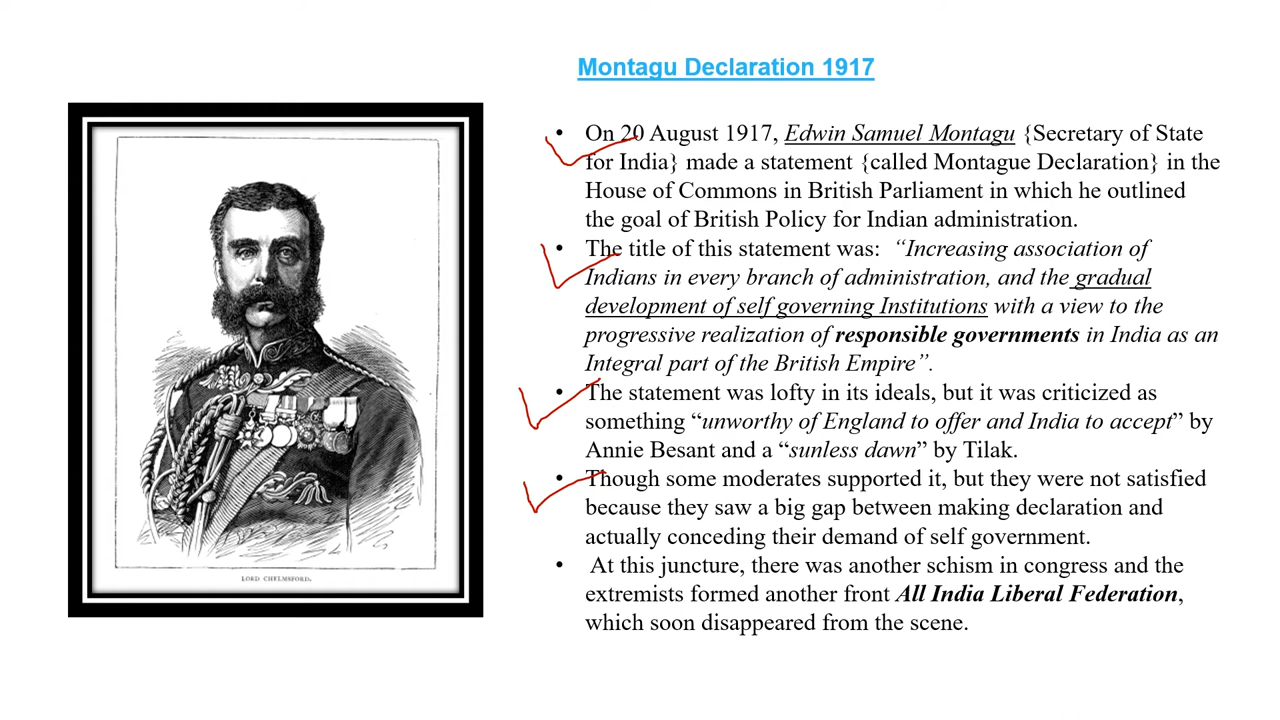 Montagu Declaration 1917
• On 20 August 1917, Edwin Samuel Montagu {Secretary of State
for India} made a statement {called Montague Declaration} in the
House of Commons in British Parliament in which he outlined
the goal of British Policy for Indian administration.
• The title of this statement was: “Increasing association of
Indians in every branch of administration, and the gradual
development of self governing Institutions with a view to the
progressive realization of responsible governments in India as an
Integral part of the British Empire”.
• The statement was lofty in its ideals, but it was criticized as
something “unworthy of England to offer and India to accept” by
Annie Besant and a “sunless dawn” by Tilak.
• Though some moderates supported it, but they were not satisfied
because they saw a big gap between making declaration and
actually conceding their demand of self government.
• At this juncture, there was another schism in congress and the
extremists formed another front All India Liberal Federation,
which soon disappeared from the scene.
LORD CHELMSFORD.